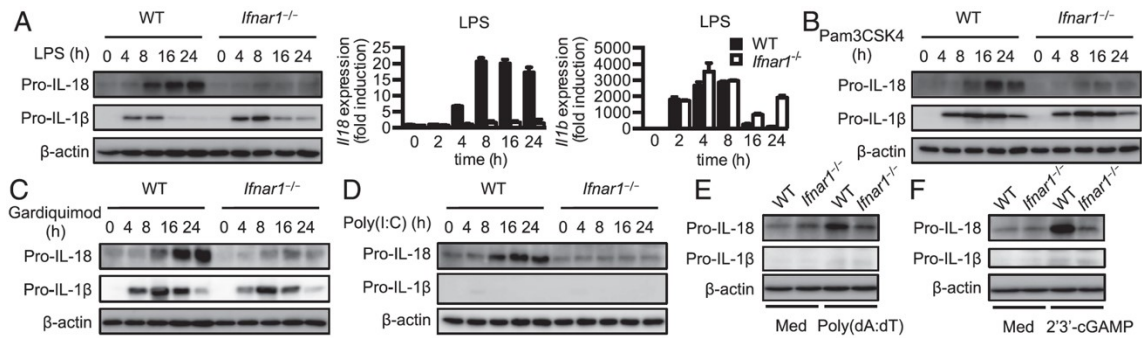 A
WT Ifnar1⁻/⁻
LPS (h) 0 4 8 16 24 0 4 8 16 24
Pro-IL-18
Pro-IL-1β
β-actin
LPS
Il18 expression
(fold induction)
25
20
15
10
5
0
0 2 4 8 16 24
time (h)
LPS
Il1b expression
(fold induction)
5000
4000
3000
2000
1000
0
0 2 4 8 16 24
time (h)
WT
Ifnar1⁻/⁻
B
WT Ifnar1⁻/⁻
Pam3CSK4
(h)
0 4 8 16 24 0 4 8 16 24
Pro-IL-18
Pro-IL-1β
β-actin
C
WT Ifnar1⁻/⁻
Gardiquimod
(h)
0 4 8 16 24 0 4 8 16 24
Pro-IL-18
Pro-IL-1β
β-actin
D
WT Ifnar1⁻/⁻
Poly(I:C) (h) 0 4 8 16 24 0 4 8 16 24
Pro-IL-18
Pro-IL-1β
β-actin
E
WT Ifnar1⁻/⁻ WT Ifnar1⁻/⁻
Pro-IL-18
Pro-IL-1β
β-actin
Med Poly(dA:dT)
F
WT Ifnar1⁻/⁻ WT Ifnar1⁻/⁻
Pro-IL-18
Pro-IL-1β
β-actin
Med 2'3'-cGAMP